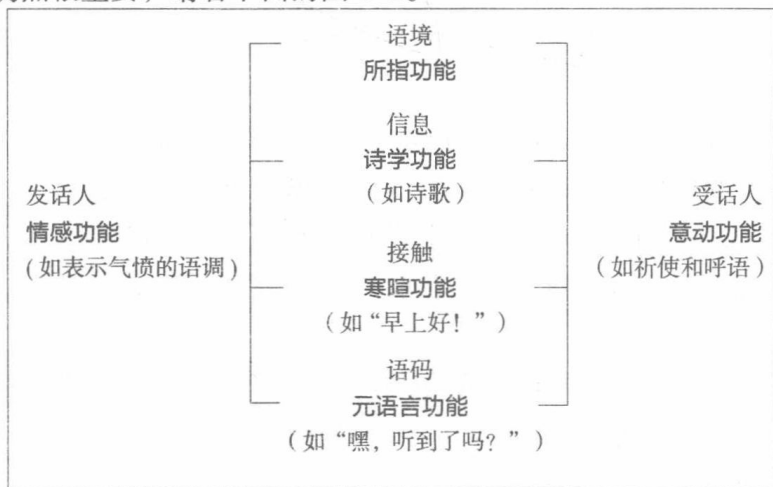 语境
所指功能
信息
诗学功能
（如诗歌）
发话人
情感功能
（如表示气愤的语调）
受话人
意动功能
（如祈使和呼语）
接触
寒暄功能
（如“早上好！”）
语码
元语言功能
（如“嘿，听到了吗？”）